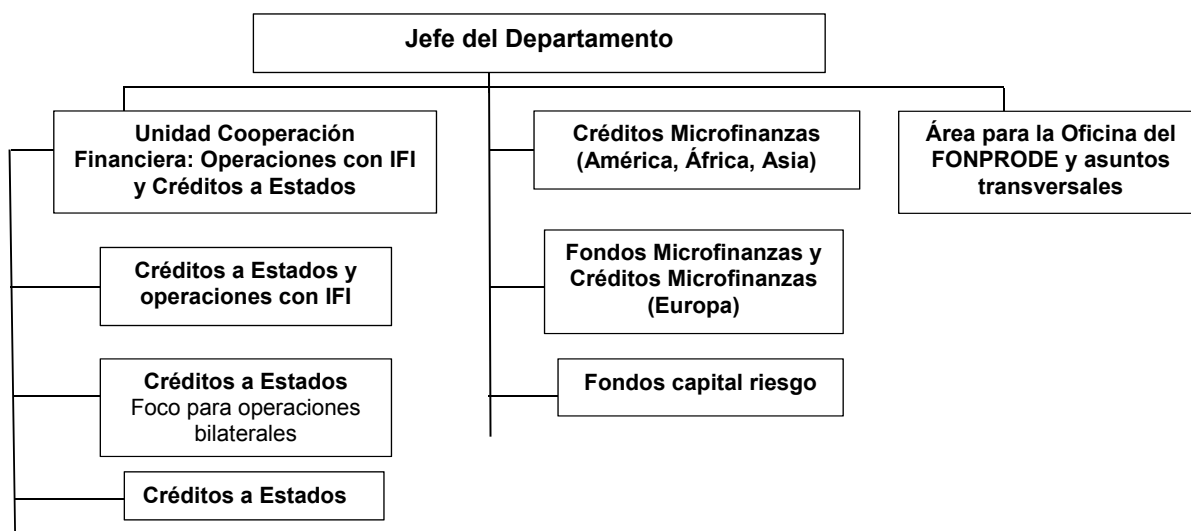 Jefe del Departamento
Unidad Cooperación
Financiera: Operaciones con IFI
y Créditos a Estados
Créditos a Estados y
operaciones con IFI
Créditos a Estados
Foco para operaciones
bilaterales
Créditos a Estados
Créditos Microfinanzas
(América, África, Asia)
Fondos Microfinanzas y
Créditos Microfinanzas
(Europa)
Fondos capital riesgo
Área para la Oficina del
FONPRODE y asuntos
transversales